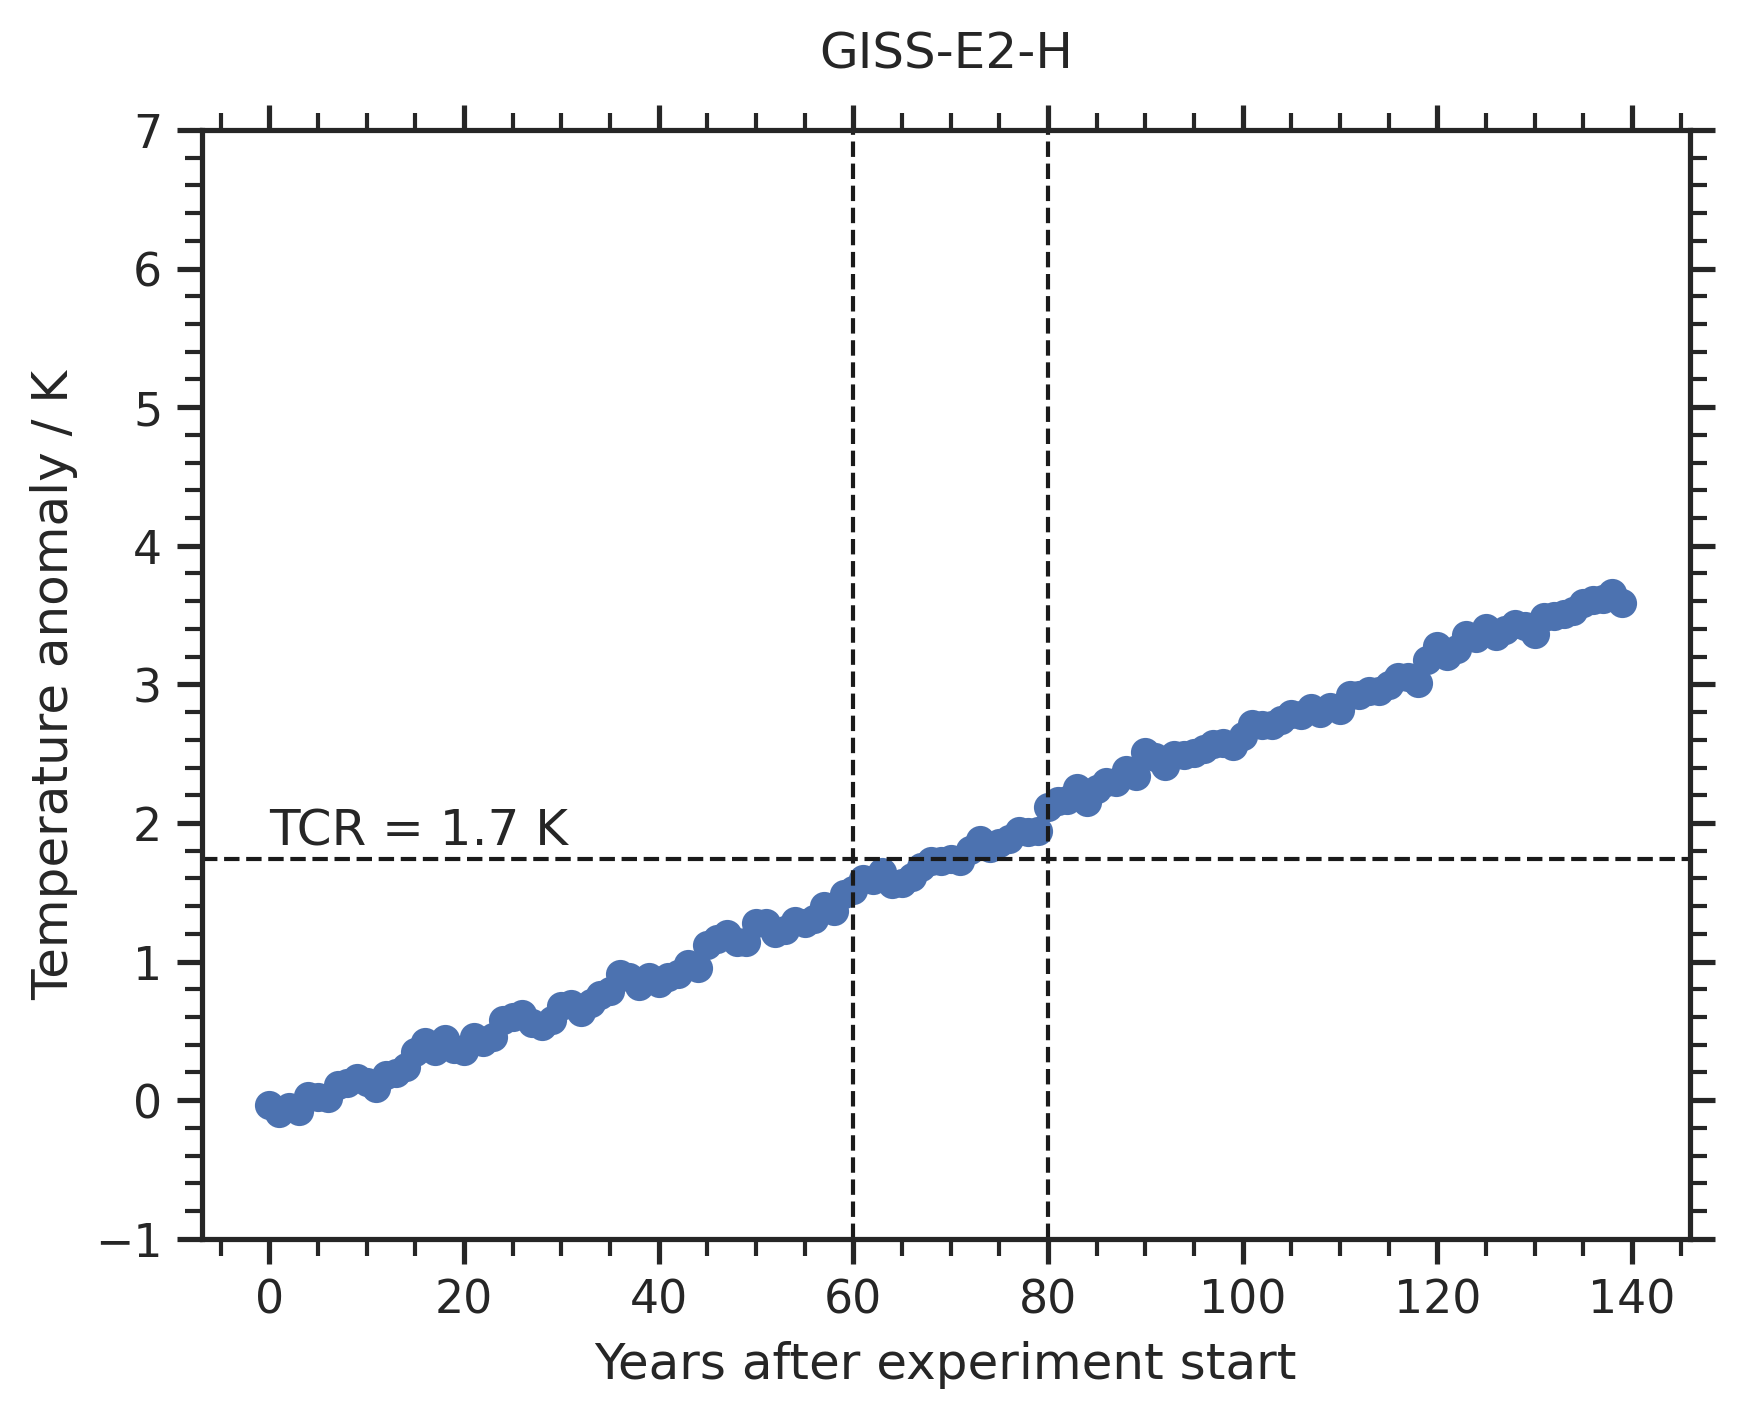 GISS-E2-H
Temperature anomaly / K
7
6
5
4
3
2
1
0
−1
TCR = 1.7 K
0 20 40 60 80 100 120 140
Years after experiment start